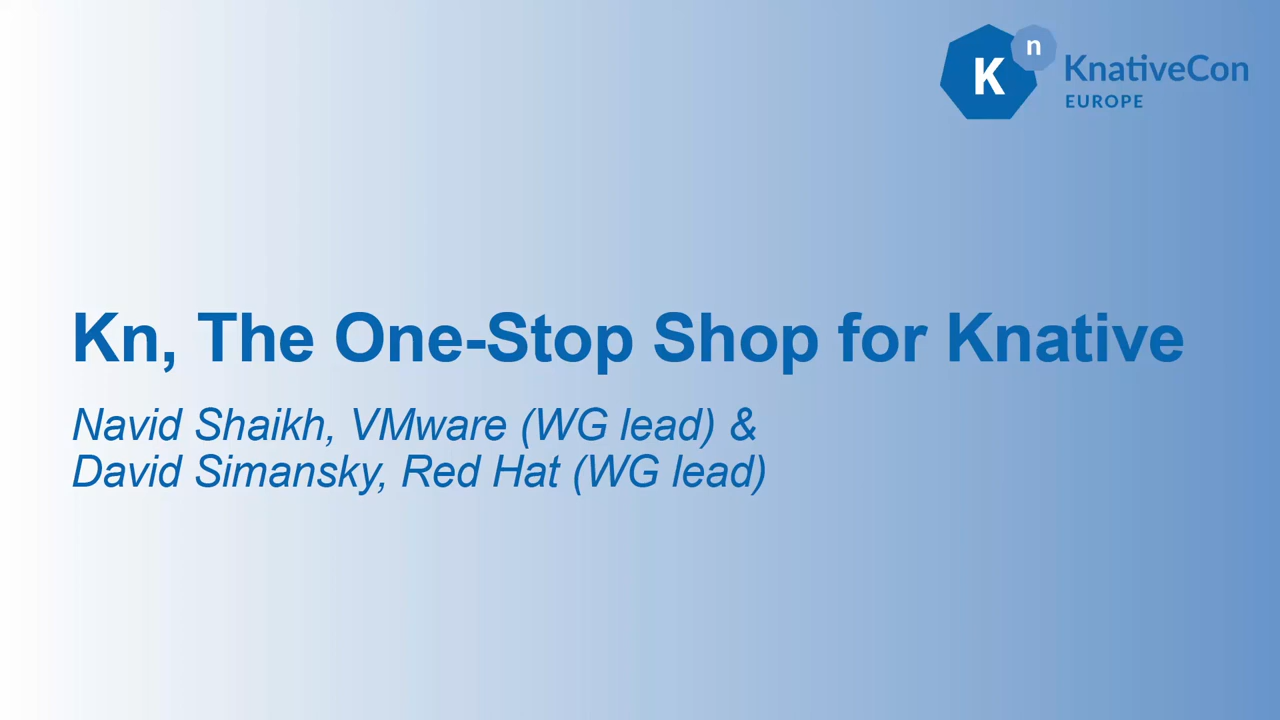 K n
KnativeCon
EUROPE
Kn, The One-Stop Shop for Knative
Navid Shaikh, VMware (WG lead) &
David Simansky, Red Hat (WG lead)